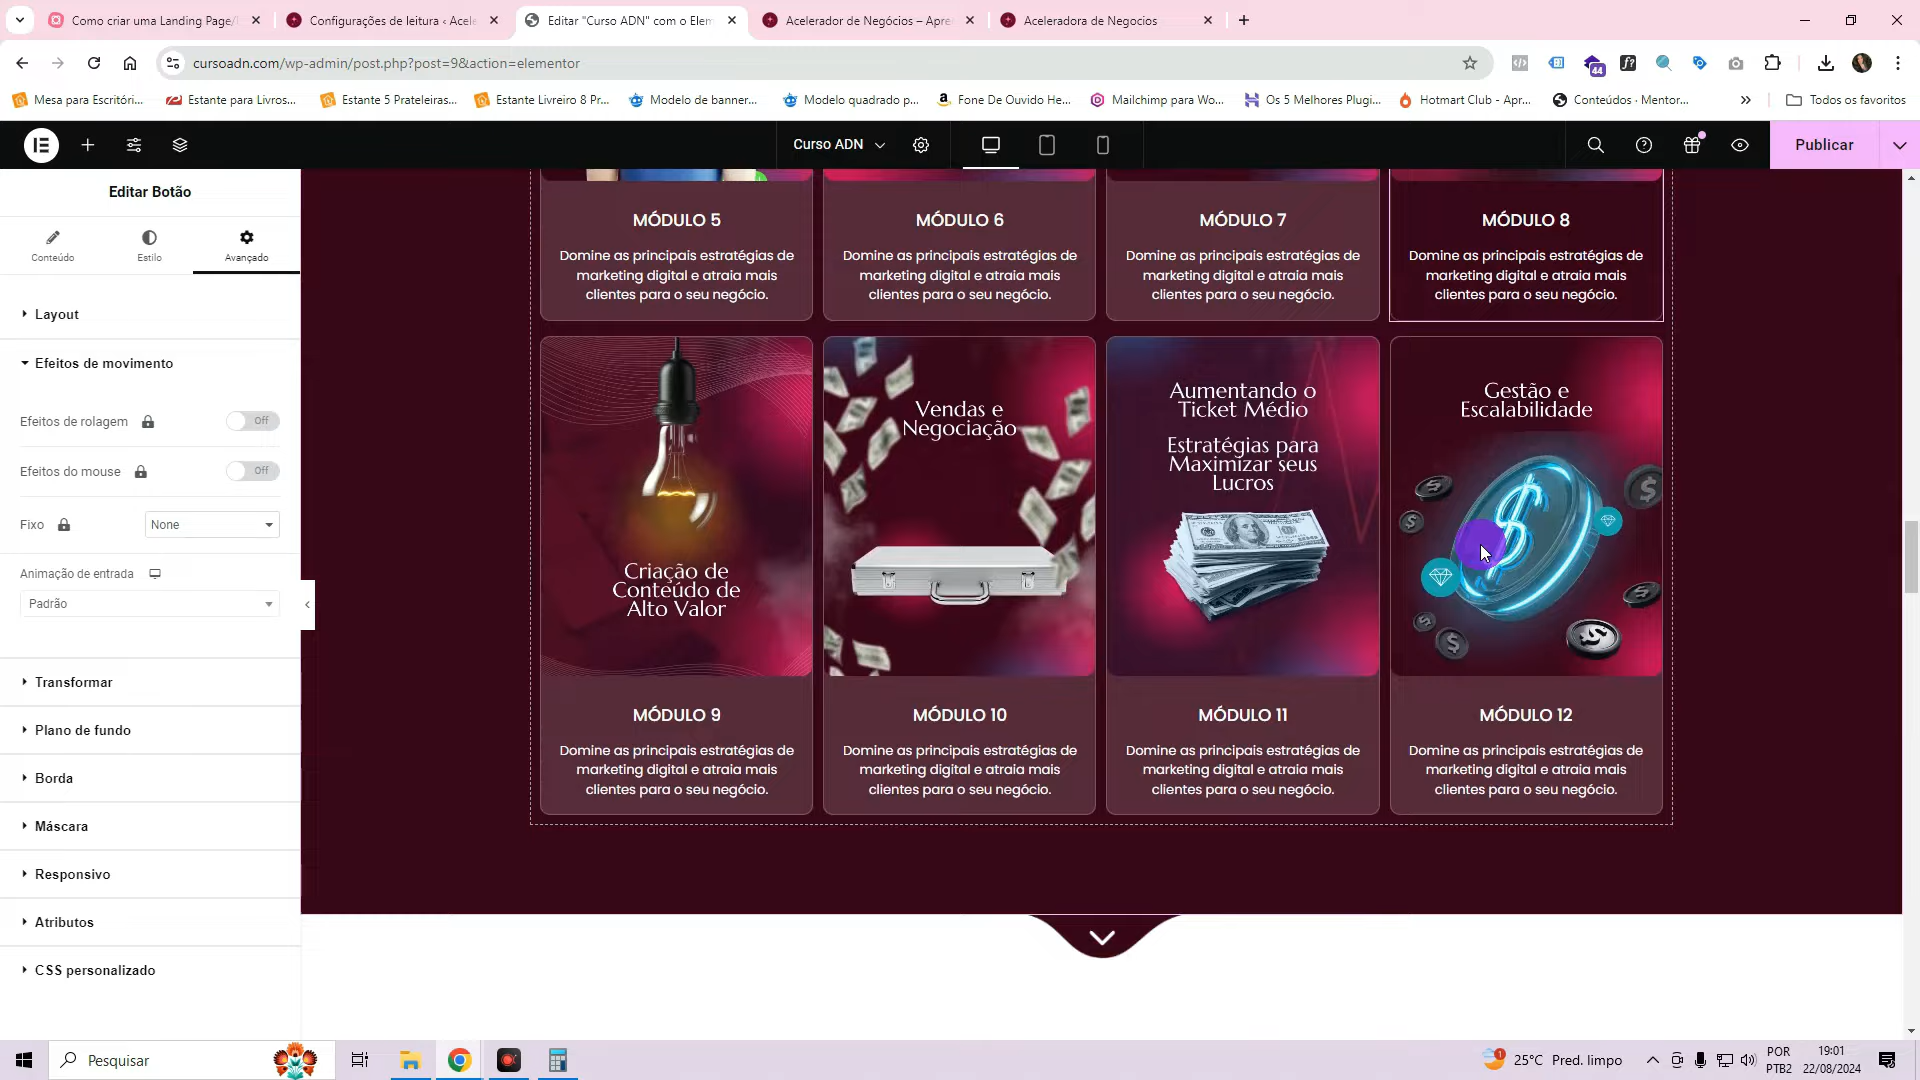 Como criar uma Landing Page/
Configurações de leitura ‹ Acele
Editar "Curso ADN" com o Elem
Acelerador de Negócios – Apre
Aceleradora de Negocios
cursoadn.com/wp-admin/post.php?post=9&action=elementor
44
f?
Mesa para Escritóri...
Estante para Livros...
Estante 5 Prateleiras...
Estante Livreiro 8 Pr...
Modelo de banner...
Modelo quadrado p...
Fone De Ouvido He...
Mailchimp para Wo...
Os 5 Melhores Plugi...
Hotmart Club - Apr...
Conteúdos · Mentor...
»
Todos os favoritos
Curso ADN
Publicar
Editar Botão
Conteúdo
Estilo
Avançado
Layout
Efeitos de movimento
Efeitos de rolagem
Off
Efeitos do mouse
Off
Fixo
None
Animação de entrada
Padrão
Transformar
Plano de fundo
Borda
Máscara
Responsivo
Atributos
CSS personalizado
MÓDULO 5
Domine as principais estratégias de
marketing digital e atraia mais
clientes para o seu negócio.
MÓDULO 6
Domine as principais estratégias de
marketing digital e atraia mais
clientes para o seu negócio.
MÓDULO 7
Domine as principais estratégias de
marketing digital e atraia mais
clientes para o seu negócio.
MÓDULO 8
Domine as principais estratégias de
marketing digital e atraia mais
clientes para o seu negócio.
Criação de
Conteúdo de
Alto Valor
MÓDULO 9
Domine as principais estratégias de
marketing digital e atraia mais
clientes para o seu negócio.
Vendas e
Negociação
MÓDULO 10
Domine as principais estratégias de
marketing digital e atraia mais
clientes para o seu negócio.
Aumentando o
Ticket Médio
Estratégias para
Maximizar seus
Lucros
MÓDULO 11
Domine as principais estratégias de
marketing digital e atraia mais
clientes para o seu negócio.
Gestão e
Escalabilidade
MÓDULO 12
Domine as principais estratégias de
marketing digital e atraia mais
clientes para o seu negócio.
Pesquisar
1
25°C Pred. limpo
POR
PTB2
19:01
22/08/2024